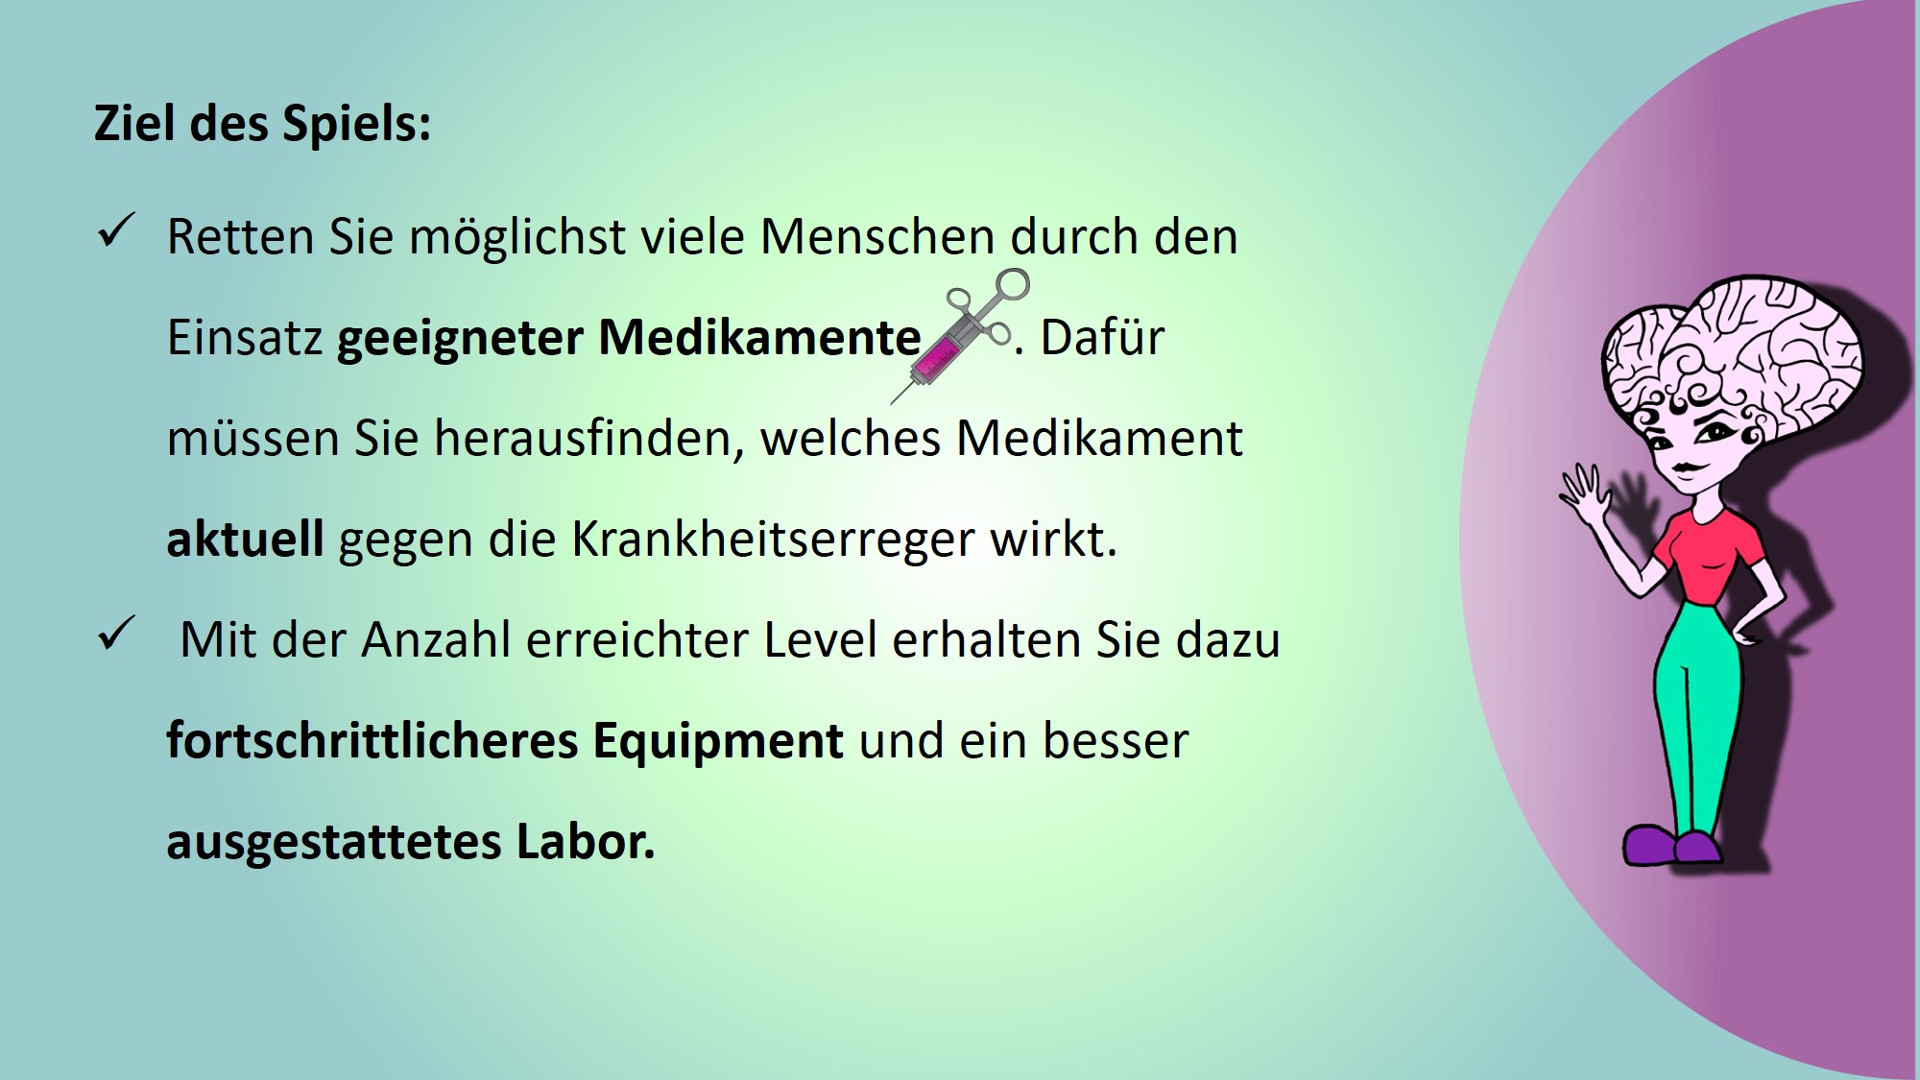 Ziel des Spiels:
✓ Retten Sie möglichst viele Menschen durch den
Einsatz geeigneter Medikamente . Dafür
müssen Sie herausfinden, welches Medikament
aktuell gegen die Krankheitserreger wirkt.
✓ Mit der Anzahl erreichter Level erhalten Sie dazu
fortschrittlicheres Equipment und ein besser
ausgestattetes Labor.